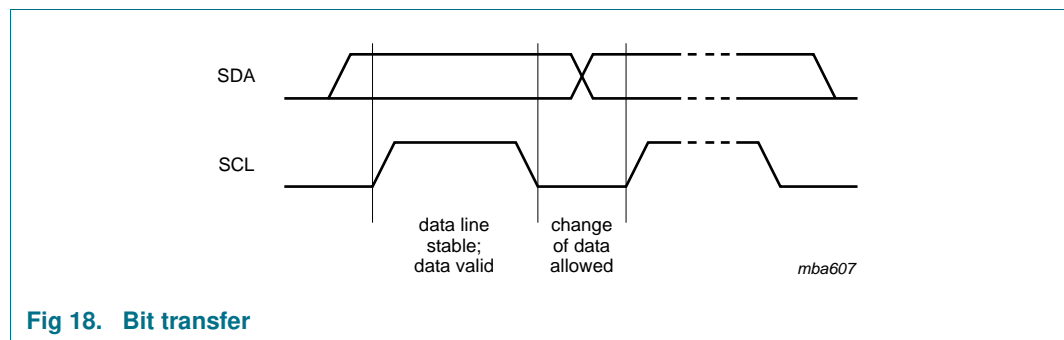 SDA
SCL
data line
stable;
data valid
change
of data
allowed
mba607
Fig 18. Bit transfer